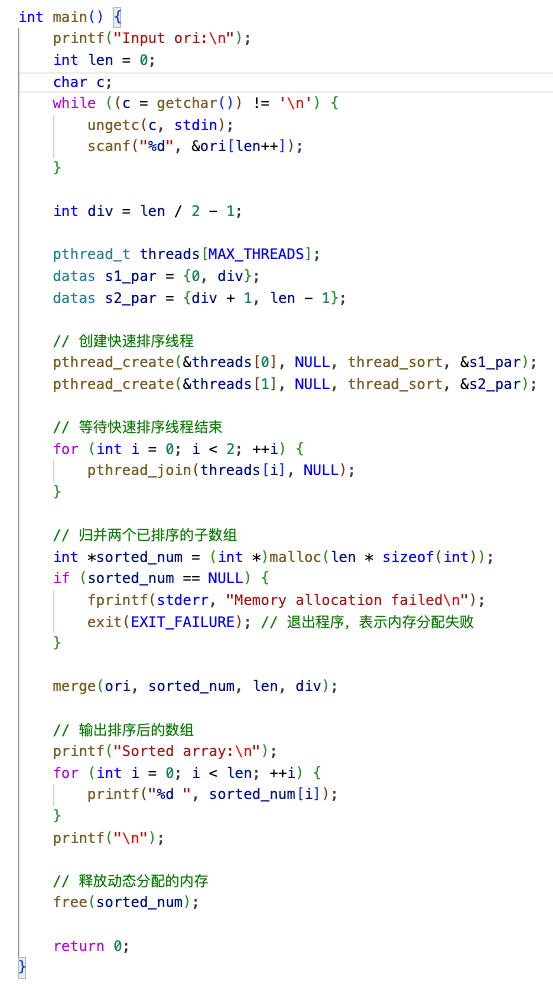 int main() {
    printf("Input ori:\n");
    int len = 0;
    char c;
    while ((c = getchar()) != '\n') {
        ungetc(c, stdin);
        scanf("%d", &ori[len++]);
    }

    int div = len / 2 - 1;

    pthread_t threads[MAX_THREADS];
    datas s1_par = {0, div};
    datas s2_par = {div + 1, len - 1};

    // 创建快速排序线程
    pthread_create(&threads[0], NULL, thread_sort, &s1_par);
    pthread_create(&threads[1], NULL, thread_sort, &s2_par);

    // 等待快速排序线程结束
    for (int i = 0; i < 2; ++i) {
        pthread_join(threads[i], NULL);
    }

    // 归并两个已排序的子数组
    int *sorted_num = (int *)malloc(len * sizeof(int));
    if (sorted_num == NULL) {
        fprintf(stderr, "Memory allocation failed\n");
        exit(EXIT_FAILURE); // 退出程序，表示内存分配失败
    }

    merge(ori, sorted_num, len, div);

    // 输出排序后的数组
    printf("Sorted array:\n");
    for (int i = 0; i < len; ++i) {
        printf("%d ", sorted_num[i]);
    }
    printf("\n");

    // 释放动态分配的内存
    free(sorted_num);

    return 0;
}